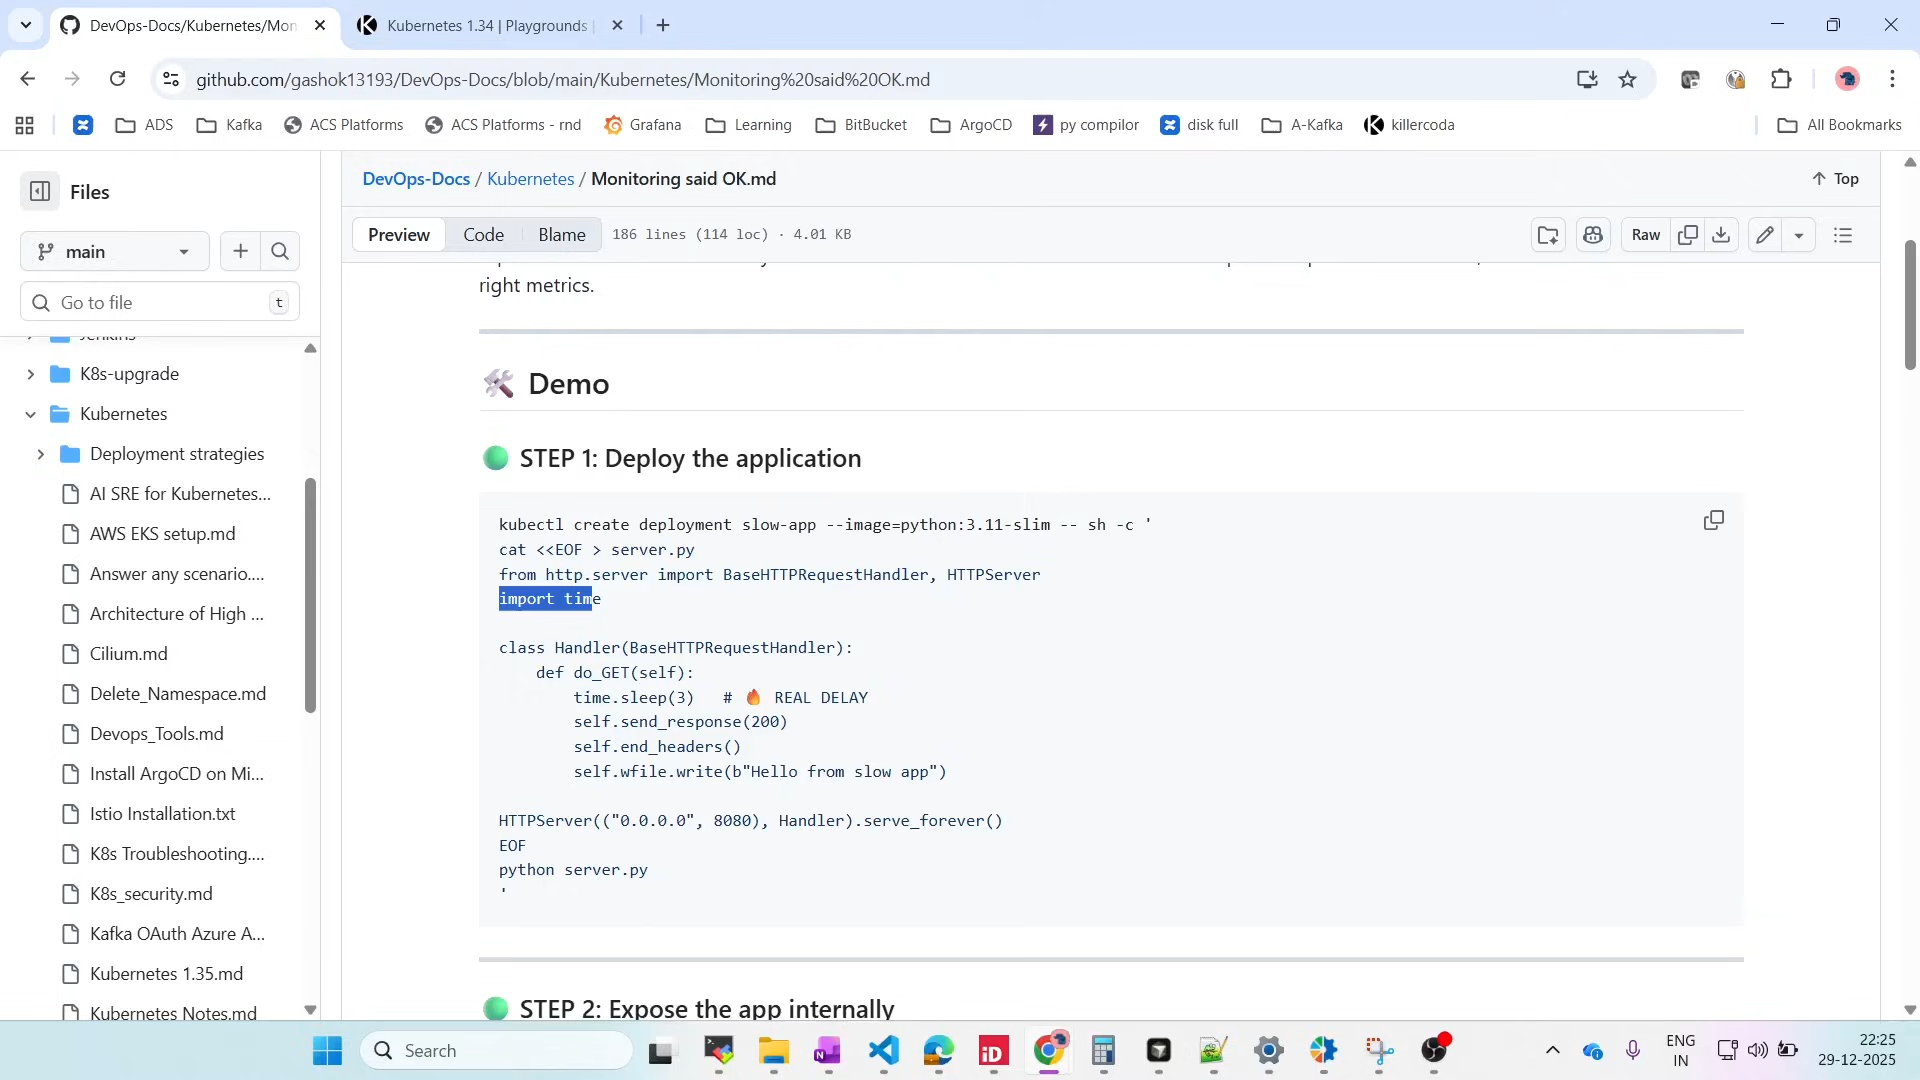 DevOps-Docs/Kubernetes/Mon
Kubernetes 1.34 | Playgrounds |
github.com/gashok13193/DevOps-Docs/blob/main/Kubernetes/Monitoring%20said%20OK.md
ADS
Kafka
ACS Platforms
ACS Platforms - rnd
Grafana
Learning
BitBucket
ArgoCD
py compilor
disk full
A-Kafka
killercoda
All Bookmarks
Files
main
Go to file
t
Jenkins
K8s-upgrade
Kubernetes
Deployment strategies
AI SRE for Kubernetes...
AWS EKS setup.md
Answer any scenario....
Architecture of High ...
Cilium.md
Delete_Namespace.md
Devops_Tools.md
Install ArgoCD on Mi...
Istio Installation.txt
K8s Troubleshooting....
K8s_security.md
Kafka OAuth Azure A...
Kubernetes 1.35.md
Kubernetes Notes.md
DevOps-Docs / Kubernetes / Monitoring said OK.md
Top
Preview
Code
Blame
186 lines (114 loc) · 4.01 KB
Raw
right metrics.
🛠️ Demo
🟢 STEP 1: Deploy the application
kubectl create deployment slow-app --image=python:3.11-slim -- sh -c '
cat <<EOF > server.py
from http.server import BaseHTTPRequestHandler, HTTPServer
import time
class Handler(BaseHTTPRequestHandler):
    def do_GET(self):
        time.sleep(3)   # 🔥 REAL DELAY
        self.send_response(200)
        self.end_headers()
        self.wfile.write(b"Hello from slow app")
HTTPServer(("0.0.0.0", 8080), Handler).serve_forever()
EOF
python server.py
'
🟢 STEP 2: Expose the app internally
Search
ENG
IN
22:25
29-12-2025